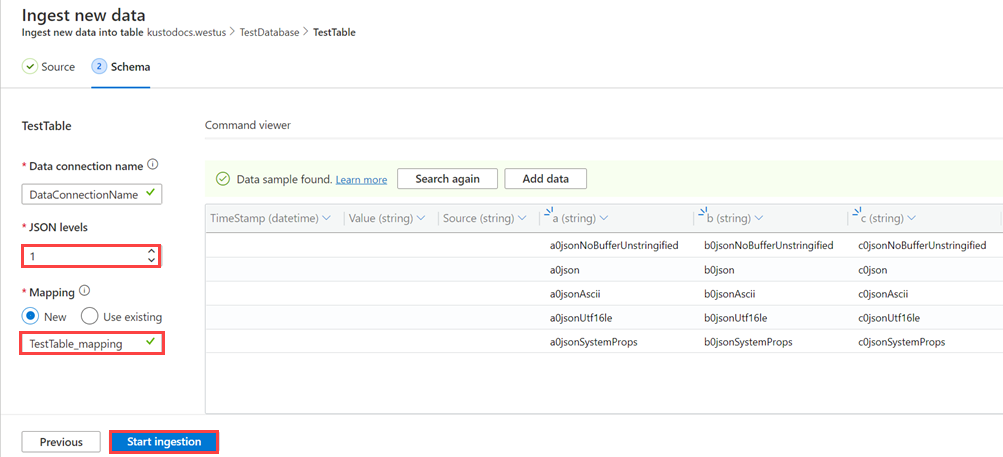 Ingest new data
Ingest new data into table kustodocs.westus > TestDatabase > TestTable
Source 2 Schema
TestTable
Command viewer
* Data connection name
DataConnectionName
Data sample found. Learn more Search again Add data
* JSON levels
1
* Mapping
New Use existing
TestTable_mapping
TimeStamp (datetime) Value (string) Source (string) a (string) b (string) c (string)
a0jsonNoBufferUnstringified b0jsonNoBufferUnstringified c0jsonNoBufferUnstringified
a0json b0json c0json
a0jsonAscii b0jsonAscii c0jsonAscii
a0jsonUtf16le b0jsonUtf16le c0jsonUtf16le
a0jsonSystemProps b0jsonSystemProps c0jsonSystemProps
Previous Start ingestion